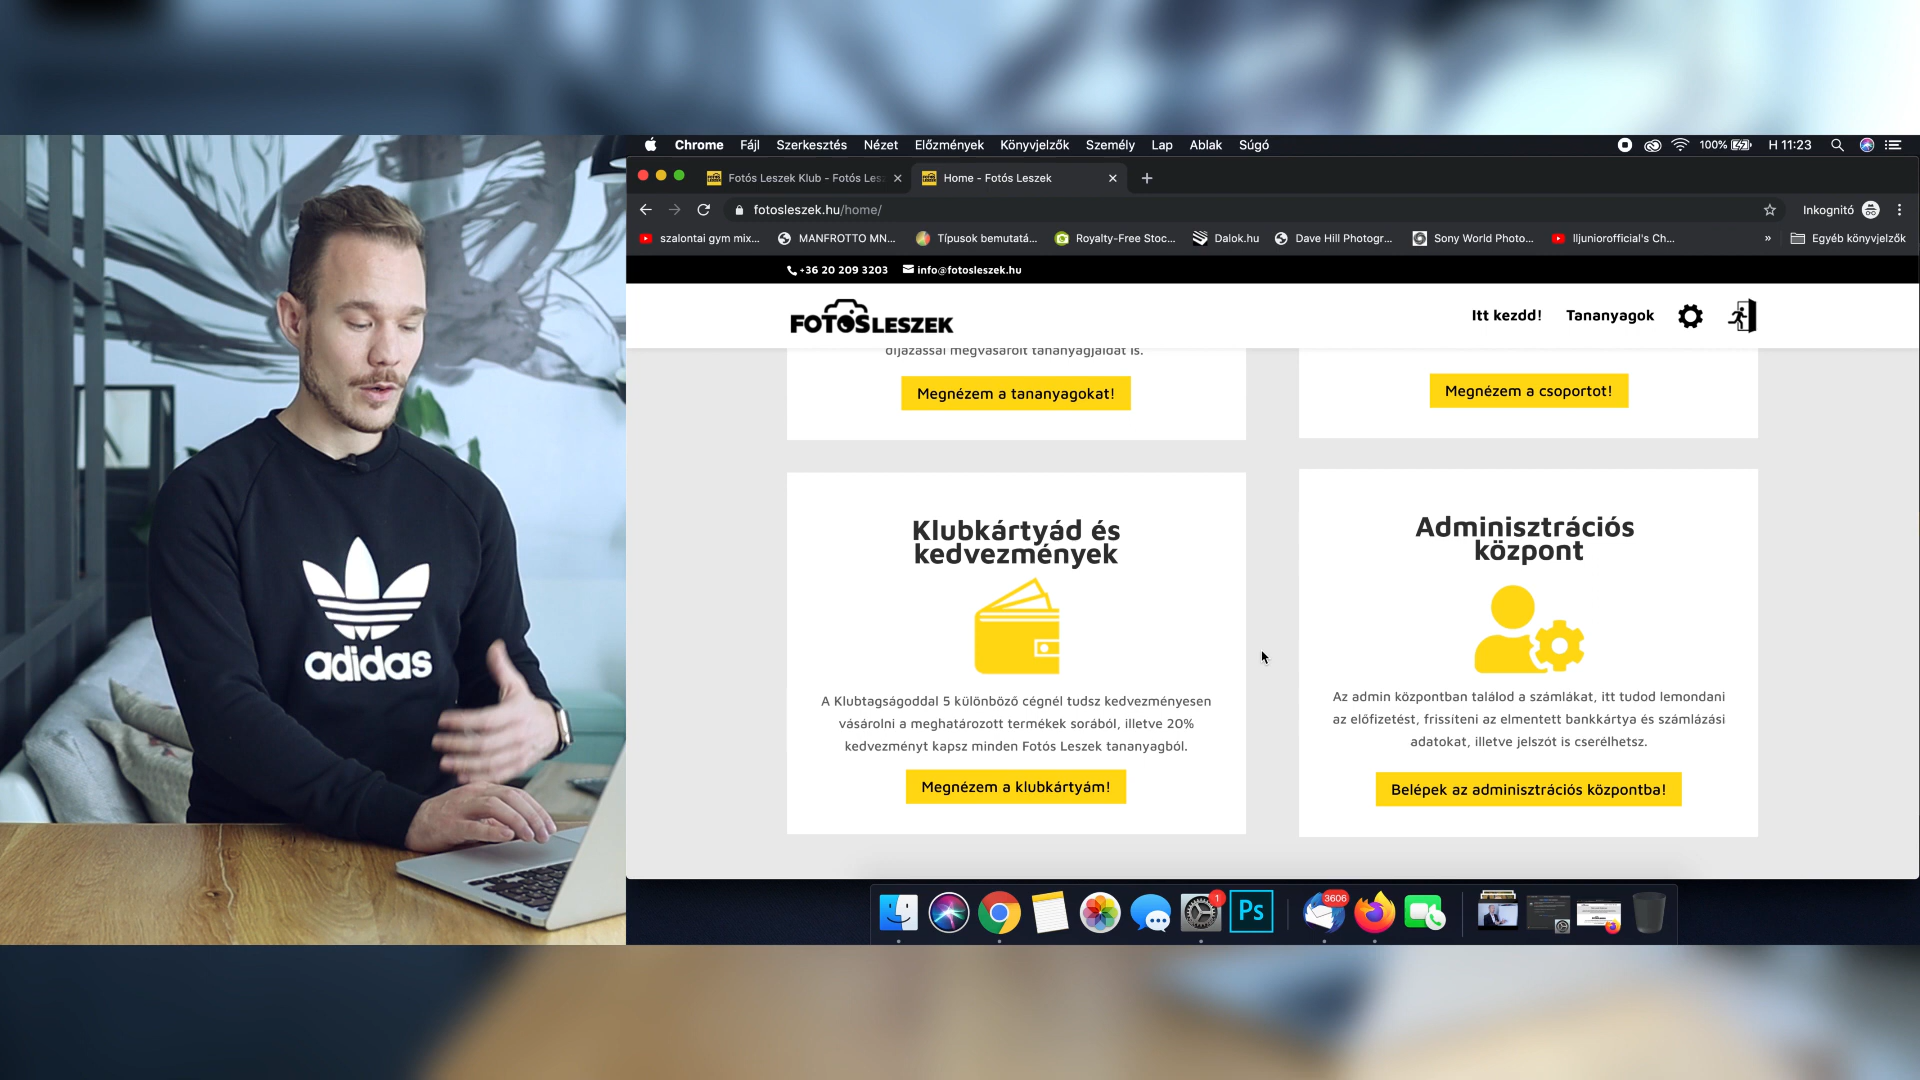 adidas
Chrome Fájl Szerkesztés Nézet Előzmények Könyvjelzők Személy Lap Ablak Súgó
100% H 11:23
Fotós Leszek Klub - Fotós Les
Home - Fotós Leszek
fotosleszek.hu/home/
Inkognitó
szalontai gym mix... MANFROTTO MN... Típusok bemutatá... Royalty-Free Stoc... Dalok.hu Dave Hill Photogr... Sony World Photo... lljuniorofficial's Ch... » Egyéb könyvjelzők
+36 20 209 3203 info@fotosleszek.hu
FOTÓSLESZEK
Itt kezdd! Tananyagok
díjazással megvásárolt tananyagjaidat is.
Megnézem a tananyagokat!
Megnézem a csoportot!
Klubkártyád és
kedvezmények
A Klubtagságoddal 5 különböző cégnél tudsz kedvezményesen
vásárolni a meghatározott termékek sorából, illetve 20%
kedvezményt kapsz minden Fotós Leszek tananyagból.
Megnézem a klubkártyám!
Adminisztrációs
központ
Az admin központban találod a számlákat, itt tudod lemondani
az előfizetést, frissíteni az elmentett bankkártya és számlázási
adatokat, illetve jelszót is cserélhetsz.
Belépek az adminisztrációs központba!
1
Ps
3606